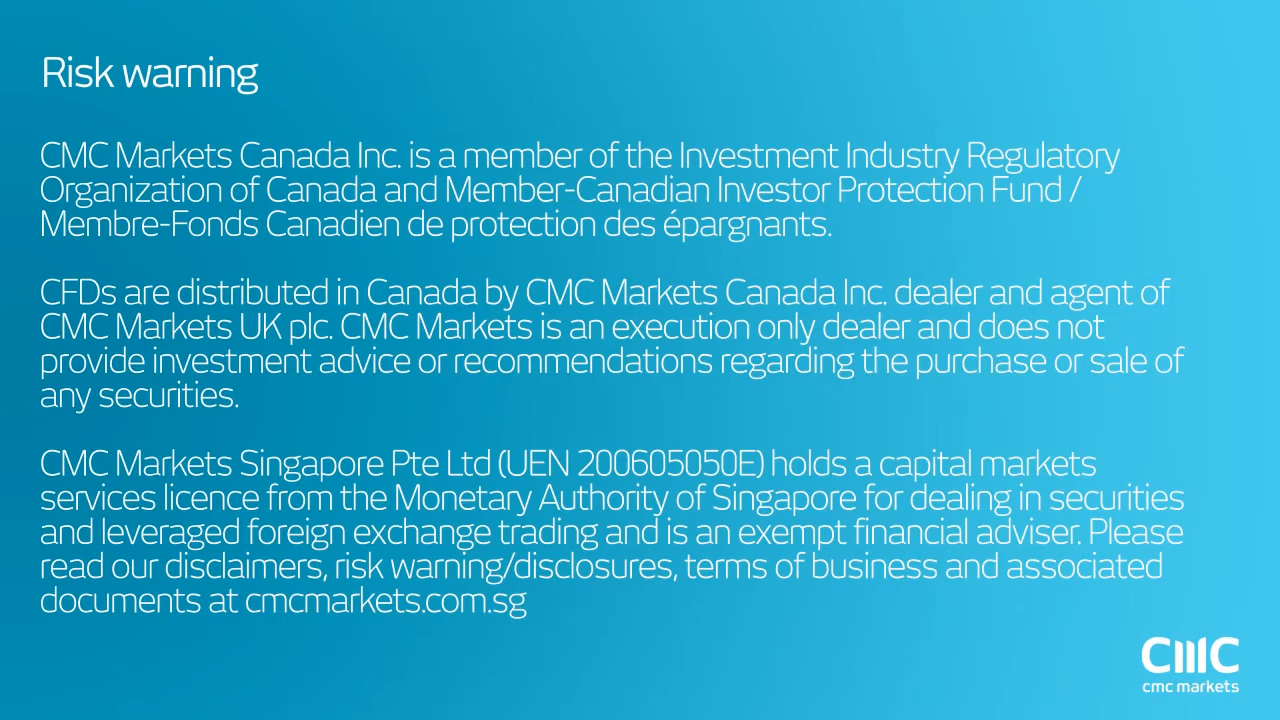 Risk warning
CMC Markets Canada Inc. is a member of the Investment Industry Regulatory
Organization of Canada and Member-Canadian Investor Protection Fund /
Membre-Fonds Canadien de protection des épargnants.
CFDs are distributed in Canada by CMC Markets Canada Inc. dealer and agent of
CMC Markets UK plc. CMC Markets is an execution only dealer and does not
provide investment advice or recommendations regarding the purchase or sale of
any securities.
CMC Markets Singapore Pte Ltd (UEN 200605050E) holds a capital markets
services licence from the Monetary Authority of Singapore for dealing in securities
and leveraged foreign exchange trading and is an exempt financial adviser. Please
read our disclaimers, risk warning/disclosures, terms of business and associated
documents at cmcmarkets.com.sg
CMC
cmc markets